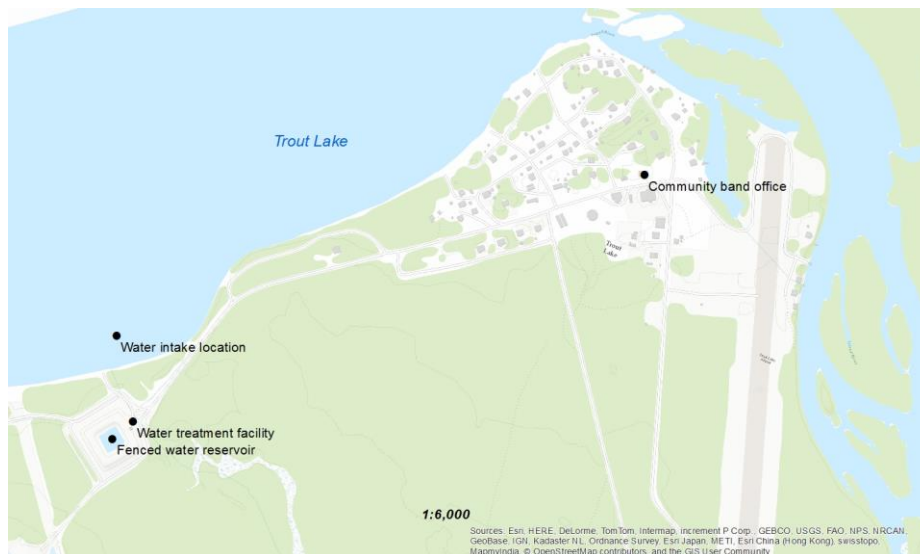 Trout Lake
Community band office
Trout
Lake
Water intake location
Water treatment facility
Fenced water reservoir
1:6,000
Sources: Esri, HERE, DeLorme, TomTom, Intermap, increment P Corp., GEBCO, USGS, FAO, NPS, NRCAN,
GeoBase, IGN, Kadaster NL, Ordnance Survey, Esri Japan, METI, Esri China (Hong Kong), swisstopo,
MapmyIndia, © OpenStreetMap contributors, and the GIS User Community